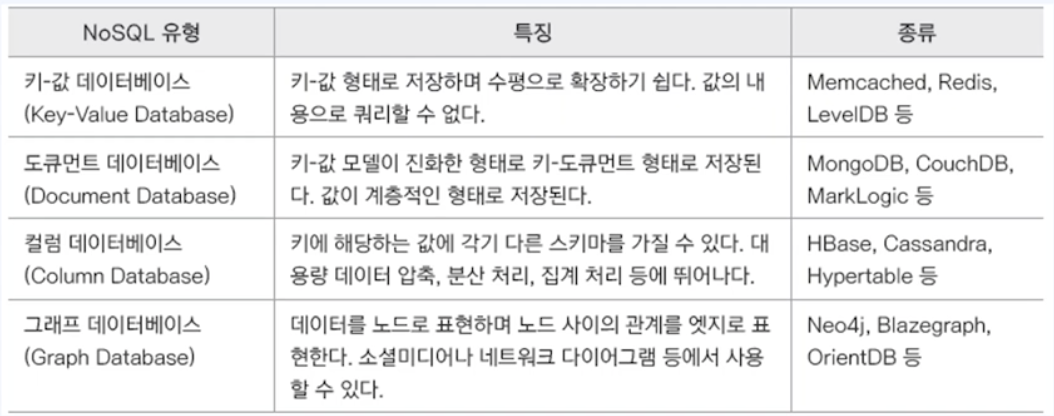 NoSQL 유형
특징
종류
키-값 데이터베이스
(Key-Value Database)
키-값 형태로 저장하며 수평으로 확장하기 쉽다. 값의 내
용으로 쿼리할 수 없다.
Memcached, Redis,
LevelDB 등
도큐먼트 데이터베이스
(Document Database)
키-값 모델이 진화한 형태로 키-도큐먼트 형태로 저장된
다. 값이 계층적인 형태로 저장된다.
MongoDB, CouchDB,
MarkLogic 등
컬럼 데이터베이스
(Column Database)
키에 해당하는 값에 각기 다른 스키마를 가질 수 있다. 대
용량 데이터 압축, 분산 처리, 집계 처리 등에 뛰어나다.
HBase, Cassandra,
Hypertable 등
그래프 데이터베이스
(Graph Database)
데이터를 노드로 표현하며 노드 사이의 관계를 엣지로 표
현한다. 소셜미디어나 네트워크 다이어그램 등에서 사용
할 수 있다.
Neo4j, Blazegraph,
OrientDB 등